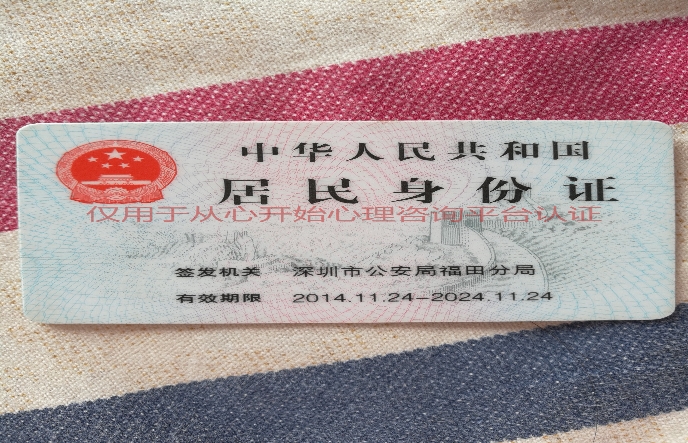 中华人民共和国
居民身份证
仅用于从心开始心理咨询平台认证
签发机关 深圳市公安局福田分局
有效期限 2014.11.24-2024.11.24